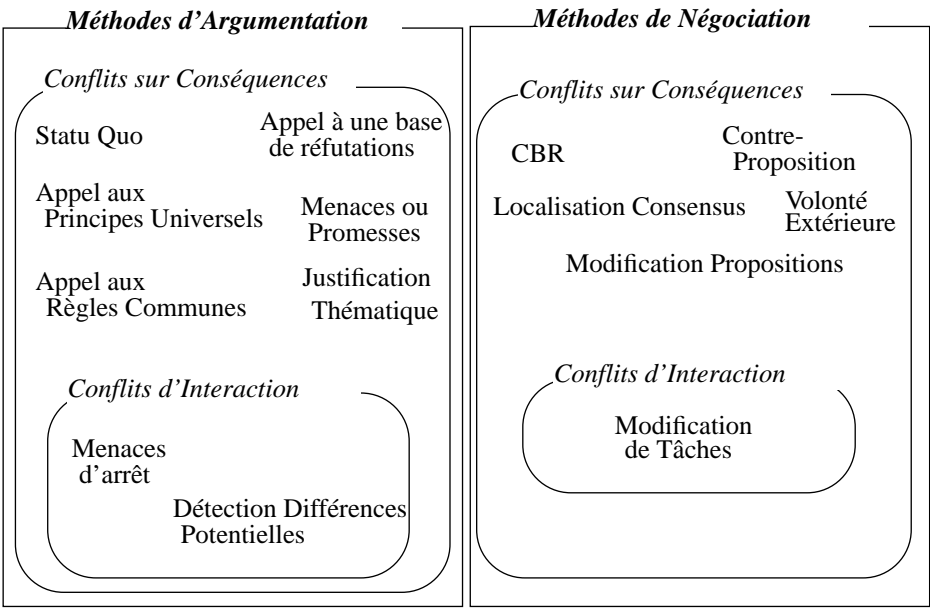 Méthodes d'Argumentation
Conflits sur Conséquences
Statu Quo
Appel à une base
de réfutations
Appel aux
Principes Universels
Menaces ou
Promesses
Appel aux
Règles Communes
Justification
Thématique
Conflits d'Interaction
Menaces
d'arrêt
Détection Différences
Potentielles
Méthodes de Négociation
Conflits sur Conséquences
CBR
Contre-
Proposition
Localisation Consensus
Volonté
Extérieure
Modification Propositions
Conflits d'Interaction
Modification
de Tâches